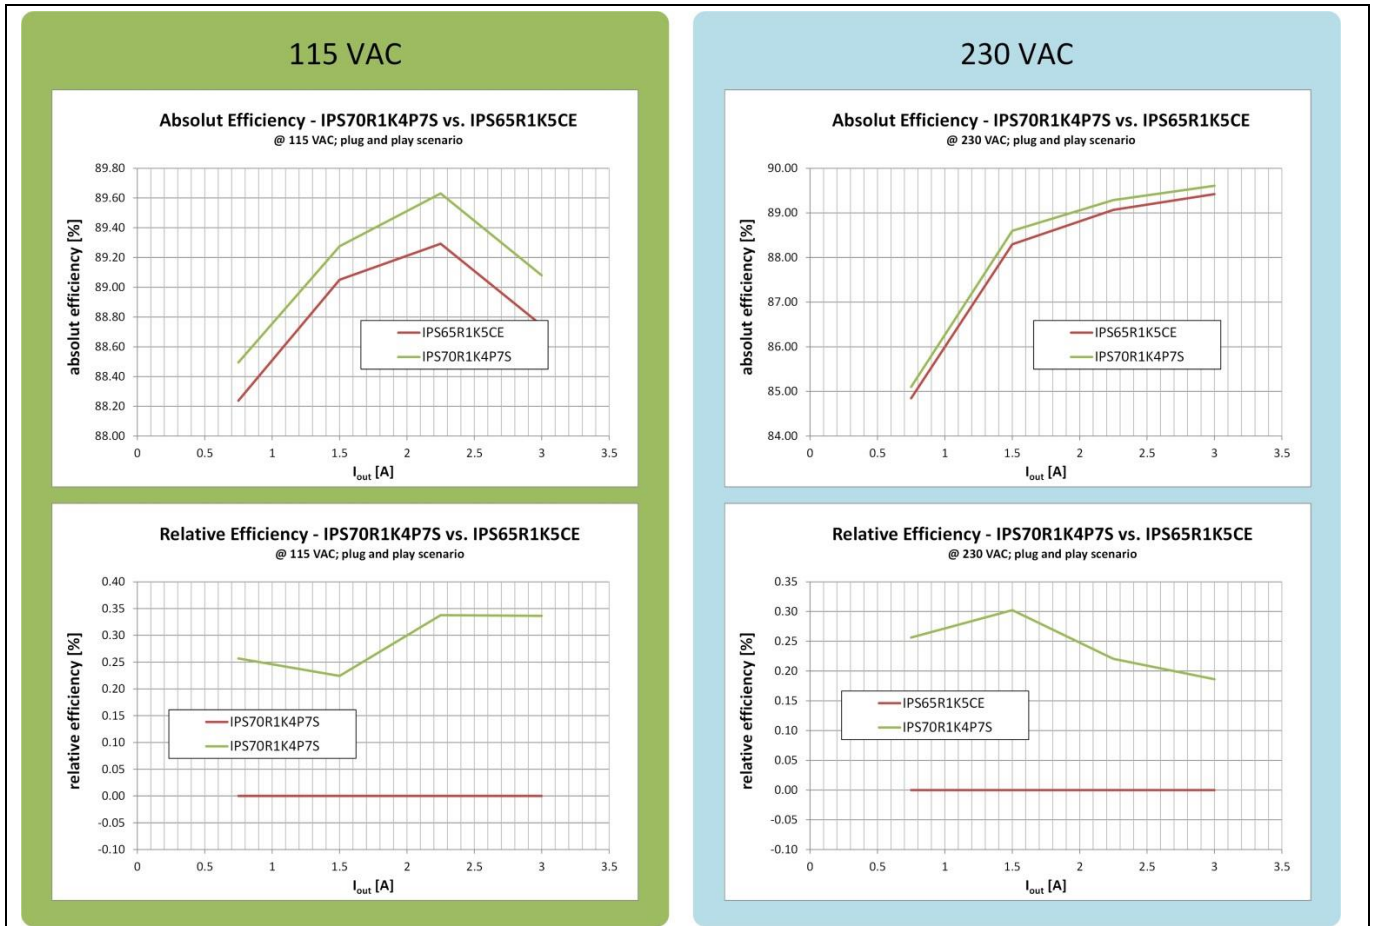 115 VAC
Absolut Efficiency - IPS70R1K4P7S vs. IPS65R1K5CE
@ 115 VAC; plug and play scenario
absolut efficiency [%]
89.80
89.60
89.40
89.20
89.00
88.80
88.60
88.40
88.20
88.00
IPS65R1K5CE
IPS70R1K4P7S
0 0.5 1 1.5 2 2.5 3 3.5
Iout [A]
Relative Efficiency - IPS70R1K4P7S vs. IPS65R1K5CE
@ 115 VAC; plug and play scenario
relative efficiency [%]
0.40
0.35
0.30
0.25
0.20
0.15
0.10
0.05
0.00
-0.05
-0.10
IPS70R1K4P7S
IPS70R1K4P7S
0 0.5 1 1.5 2 2.5 3 3.5
Iout [A]
230 VAC
Absolut Efficiency - IPS70R1K4P7S vs. IPS65R1K5CE
@ 230 VAC; plug and play scenario
absolut efficiency [%]
90.00
89.00
88.00
87.00
86.00
85.00
84.00
IPS65R1K5CE
IPS70R1K4P7S
0 0.5 1 1.5 2 2.5 3 3.5
Iout [A]
Relative Efficiency - IPS70R1K4P7S vs. IPS65R1K5CE
@ 230 VAC; plug and play scenario
relative efficiency [%]
0.35
0.30
0.25
0.20
0.15
0.10
0.05
0.00
-0.05
-0.10
IPS65R1K5CE
IPS70R1K4P7S
0 0.5 1 1.5 2 2.5 3 3.5
Iout [A]